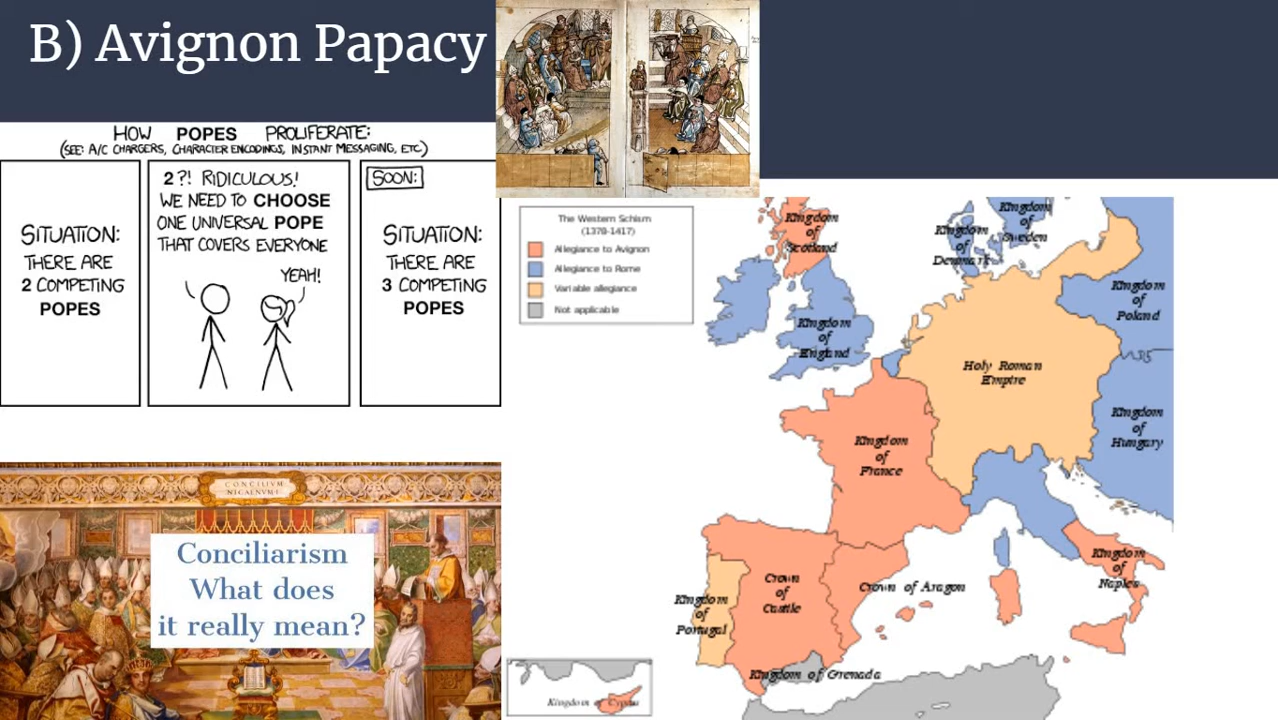 B) Avignon Papacy
HOW POPES PROLIFERATE:
(SEE: A/C CHARGERS, CHARACTER ENCODINGS, INSTANT MESSAGING, ETC.)
SITUATION:
THERE ARE
2 COMPETING
POPES
2?! RIDICULOUS!
WE NEED TO CHOOSE
ONE UNIVERSAL POPE
THAT COVERS EVERYONE
YEAH!
SOON:
SITUATION:
THERE ARE
3 COMPETING
POPES
The Western Schism
(1378-1417)
Allegiance to Avignon
Allegiance to Rome
Variable allegiance
Not applicable
Kingdom
of
Scotland
Kingdom
of
Denmark
Kingdom
of
Sweden
Kingdom
of
Poland
Kingdom
of
England
Holy Roman
Empire
Kingdom
of
Hungary
Kingdom
of
France
Crown
of
Castile
Crown of Aragon
Kingdom
of
Naples
Kingdom
of
Portugal
Kingdom of Grenada
Kingdom of Cyprus
CONCILIVM
Conciliarism
What does
it really mean?